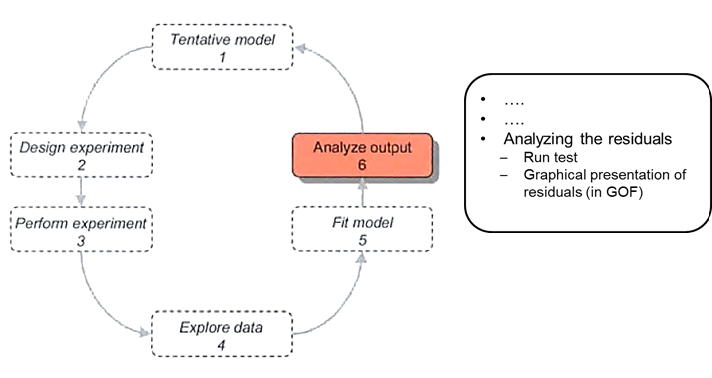 Tentative model
1
Design experiment
2
Perform experiment
3
Explore data
4
Fit model
5
Analyze output
6
• ….
• ….
• Analyzing the residuals
– Run test
– Graphical presentation of
residuals (in GOF)